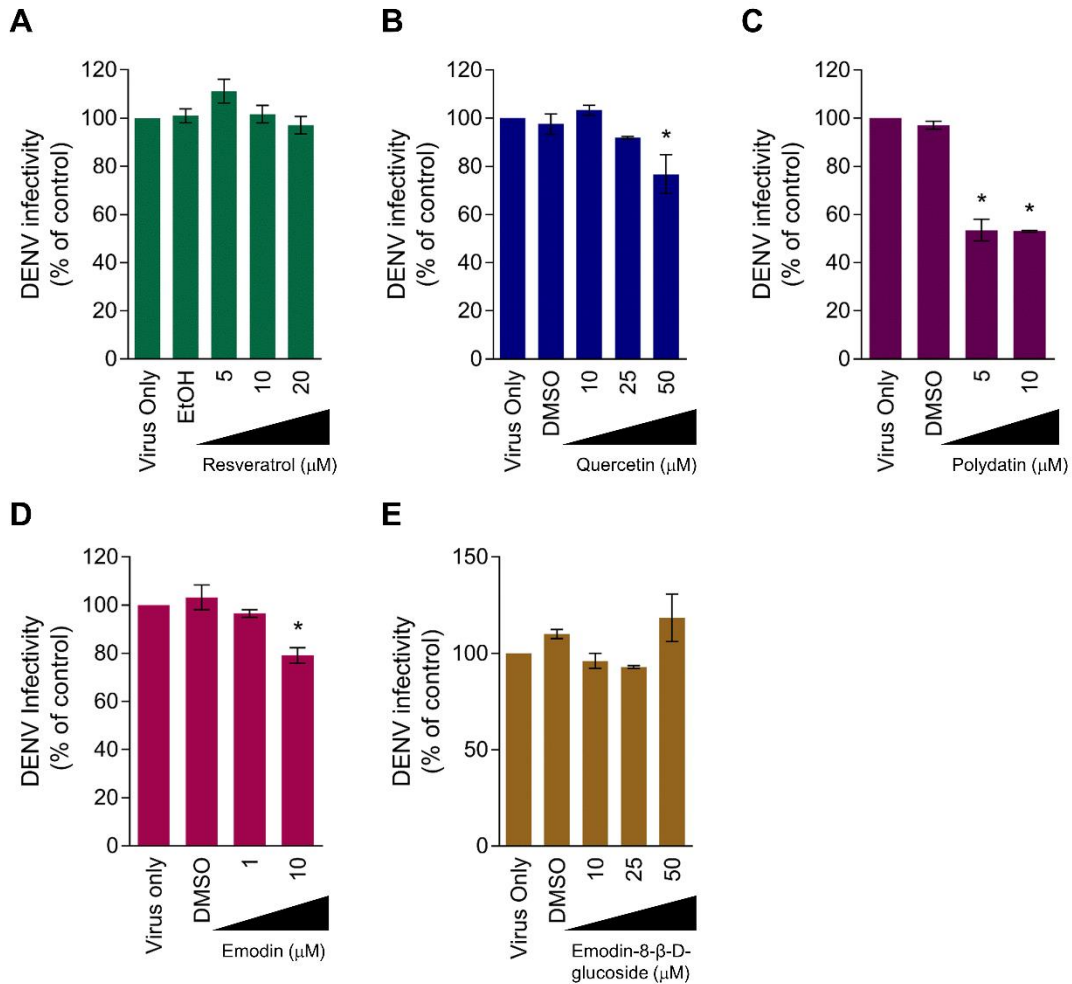 A
DENV infectivity
(% of control)
120
100
80
60
40
20
0
Virus Only
EtOH
5
10
20
Resveratrol (μM)
B
DENV infectivity
(% of control)
120
100
80
60
40
20
0
*
Virus Only
DMSO
10
25
50
Quercetin (μM)
C
DENV infectivity
(% of control)
120
100
80
60
40
20
0
*
*
Virus Only
DMSO
5
10
Polydatin (μM)
D
DENV Infectivity
(% of control)
120
100
80
60
40
20
0
*
Virus only
DMSO
1
10
Emodin (μM)
E
DENV infectivity
(% of control)
150
100
50
0
Virus Only
DMSO
10
25
50
Emodin-8-β-D-
glucoside (μM)